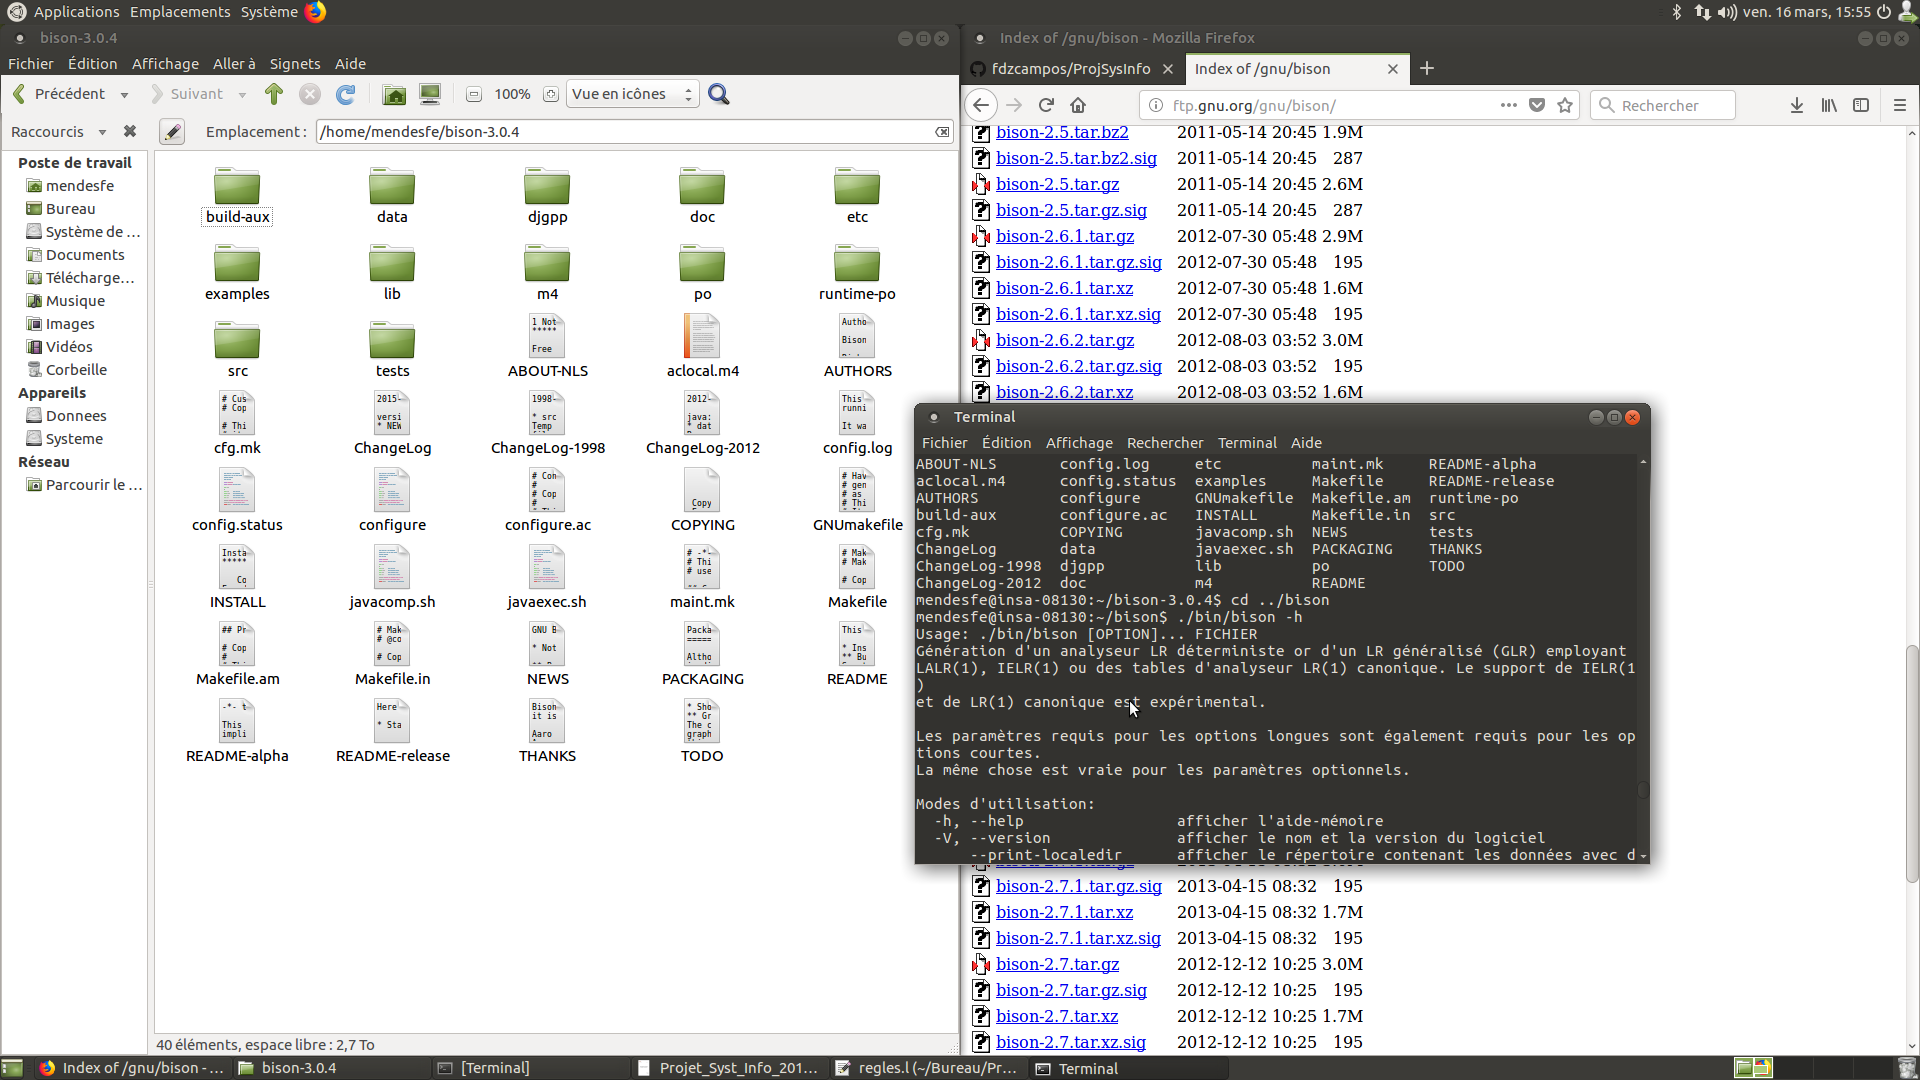 Applications Emplacements Système
ven. 16 mars, 15:55
bison-3.0.4
Fichier Édition Affichage Aller à Signets Aide
Précédent Suivant 100% Vue en icônes
Raccourcis Emplacement : /home/mendesfe/bison-3.0.4
Poste de travail
mendesfe
Bureau
Système de ...
Documents
Télécharge...
Musique
Images
Vidéos
Corbeille
Appareils
Donnees
Systeme
Réseau
Parcourir le ...
build-aux data djgpp doc etc
examples lib m4 po runtime-po
src tests ABOUT-NLS aclocal.m4 AUTHORS
cfg.mk ChangeLog ChangeLog-1998 ChangeLog-2012 config.log
config.status configure configure.ac COPYING GNUmakefile
INSTALL javacomp.sh javaexec.sh maint.mk Makefile
Makefile.am Makefile.in NEWS PACKAGING README
README-alpha README-release THANKS TODO
40 éléments, espace libre : 2,7 To
Index of /gnu/bison - Mozilla Firefox
fdzcampos/ProjSysInfo Index of /gnu/bison
ftp.gnu.org/gnu/bison/ Rechercher
bison-2.5.tar.bz2 2011-05-14 20:45 1.9M
bison-2.5.tar.bz2.sig 2011-05-14 20:45 287
bison-2.5.tar.gz 2011-05-14 20:45 2.6M
bison-2.5.tar.gz.sig 2011-05-14 20:45 287
bison-2.6.1.tar.gz 2012-07-30 05:48 2.9M
bison-2.6.1.tar.gz.sig 2012-07-30 05:48 195
bison-2.6.1.tar.xz 2012-07-30 05:48 1.6M
bison-2.6.1.tar.xz.sig 2012-07-30 05:48 195
bison-2.6.2.tar.gz 2012-08-03 03:52 3.0M
bison-2.6.2.tar.gz.sig 2012-08-03 03:52 195
bison-2.6.2.tar.xz 2012-08-03 03:52 1.6M
Terminal
Fichier Édition Affichage Rechercher Terminal Aide
ABOUT-NLS config.log etc maint.mk README-alpha
aclocal.m4 config.status examples Makefile README-release
AUTHORS configure GNUmakefile Makefile.am runtime-po
build-aux configure.ac INSTALL Makefile.in src
cfg.mk COPYING javacomp.sh NEWS tests
ChangeLog data javaexec.sh PACKAGING THANKS
ChangeLog-1998 djgpp lib po TODO
ChangeLog-2012 doc m4 README
mendesfe@insa-08130:~/bison-3.0.4$ cd ../bison
mendesfe@insa-08130:~/bison$ ./bin/bison -h
Usage: ./bin/bison [OPTION]... FICHIER
Génération d'un analyseur LR déterministe or d'un LR généralisé (GLR) employant
LALR(1), IELR(1) ou des tables d'analyseur LR(1) canonique. Le support de IELR(1
)
et de LR(1) canonique est expérimental.
Les paramètres requis pour les options longues sont également requis pour les op
tions courtes.
La même chose est vraie pour les paramètres optionnels.
Modes d'utilisation:
-h, --help afficher l'aide-mémoire
-V, --version afficher le nom et la version du logiciel
--print-localedir afficher le répertoire contenant les données avec d
bison-2.7.1.tar.gz.sig 2013-04-15 08:32 195
bison-2.7.1.tar.xz 2013-04-15 08:32 1.7M
bison-2.7.1.tar.xz.sig 2013-04-15 08:32 195
bison-2.7.tar.gz 2012-12-12 10:25 3.0M
bison-2.7.tar.gz.sig 2012-12-12 10:25 195
bison-2.7.tar.xz 2012-12-12 10:25 1.7M
bison-2.7.tar.xz.sig 2012-12-12 10:25 195
Index of /gnu/bison - ... bison-3.0.4 [Terminal] Projet_Syst_Info_201... regles.l (~/Bureau/Pr... Terminal